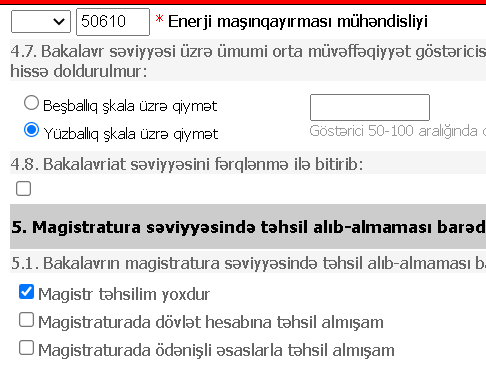 50610 * Enerji maşınqayırması mühəndisliyi
4.7. Bakalavr səviyyəsi üzrə ümumi orta müvəffəqiyyət göstəricis
hissə doldurulmur:
Beşballıq şkala üzrə qiymət
Yüzballıq şkala üzrə qiymət
Göstərici 50-100 aralığında
4.8. Bakalavriat səviyyəsini fərqlənmə ilə bitirib:
5. Magistratura səviyyəsində təhsil alıb-almaması barəd
5.1. Bakalavrın magistratura səviyyəsində təhsil alıb-almaması
Magistr təhsilim yoxdur
Magistraturada dövlət hesabına təhsil almışam
Magistraturada ödənişli əsaslarla təhsil almışam